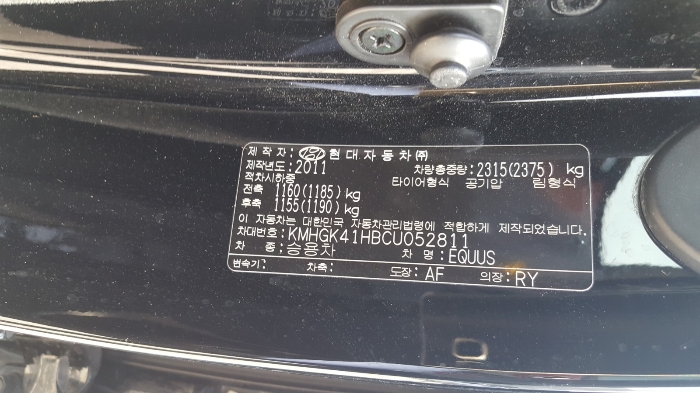 제 작 자 : 현대자동차㈜
제작년도: 2011 차량총중량: 2315(2375) kg
적차시하중 타이어형식 공기압 림형식
전축 1160(1185) kg
후축 1155(1190) kg
이 자동차는 대한민국 자동차관리법령에 적합하게 제작되었습니다.
차대번호: KMHGK41HBCU052811
차 종: 승용차 차 명: EQUUS
변속기: 차축: 도장: AF 의장: RY